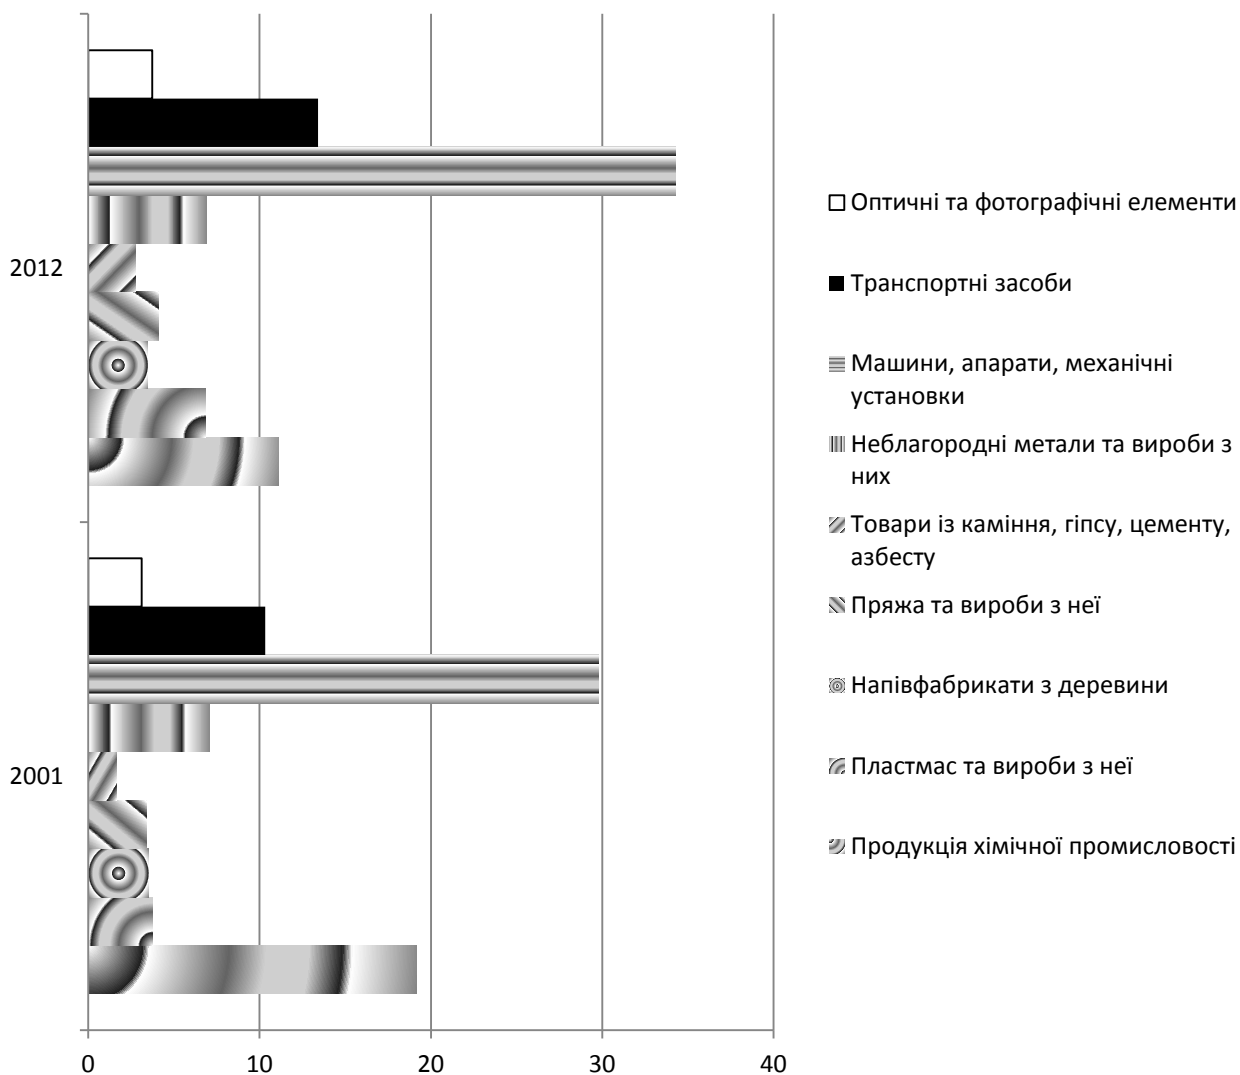 2012
2001
0 10 20 30 40
Оптичні та фотографічні елементи
Транспортні засоби
Машини, апарати, механічні
установки
Неблагородні метали та вироби з
них
Товари із каміння, гіпсу, цементу,
азбесту
Пряжа та вироби з неї
Напівфабрикати з деревини
Пластмас та вироби з неї
Продукція хімічної промисловості